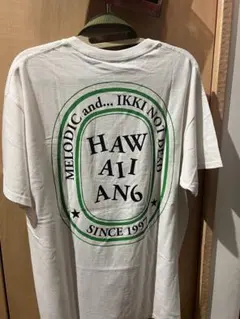 MELODIC and... IKKI NOT DEAD
HAW
AII
AN6
SINCE 1997